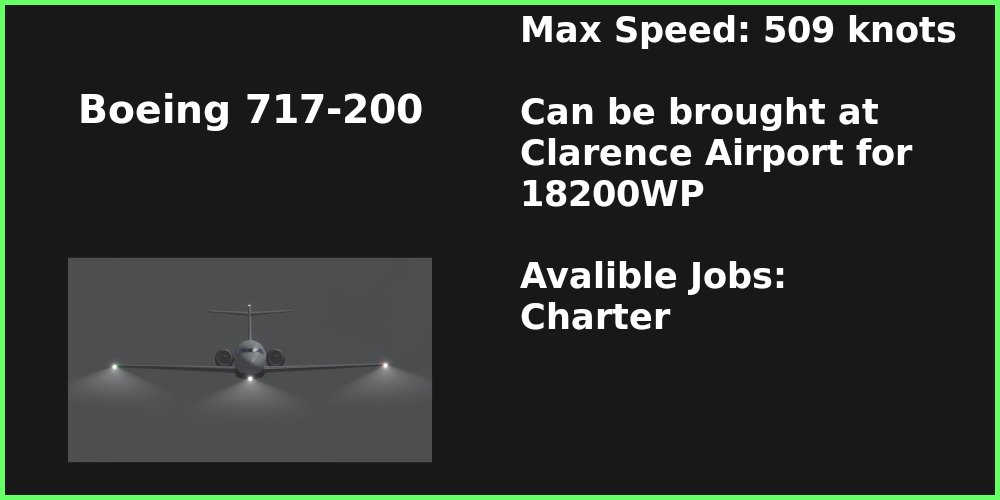 Boeing 717-200
Max Speed: 509 knots
Can be brought at
Clarence Airport for
18200WP
Avalible Jobs:
Charter